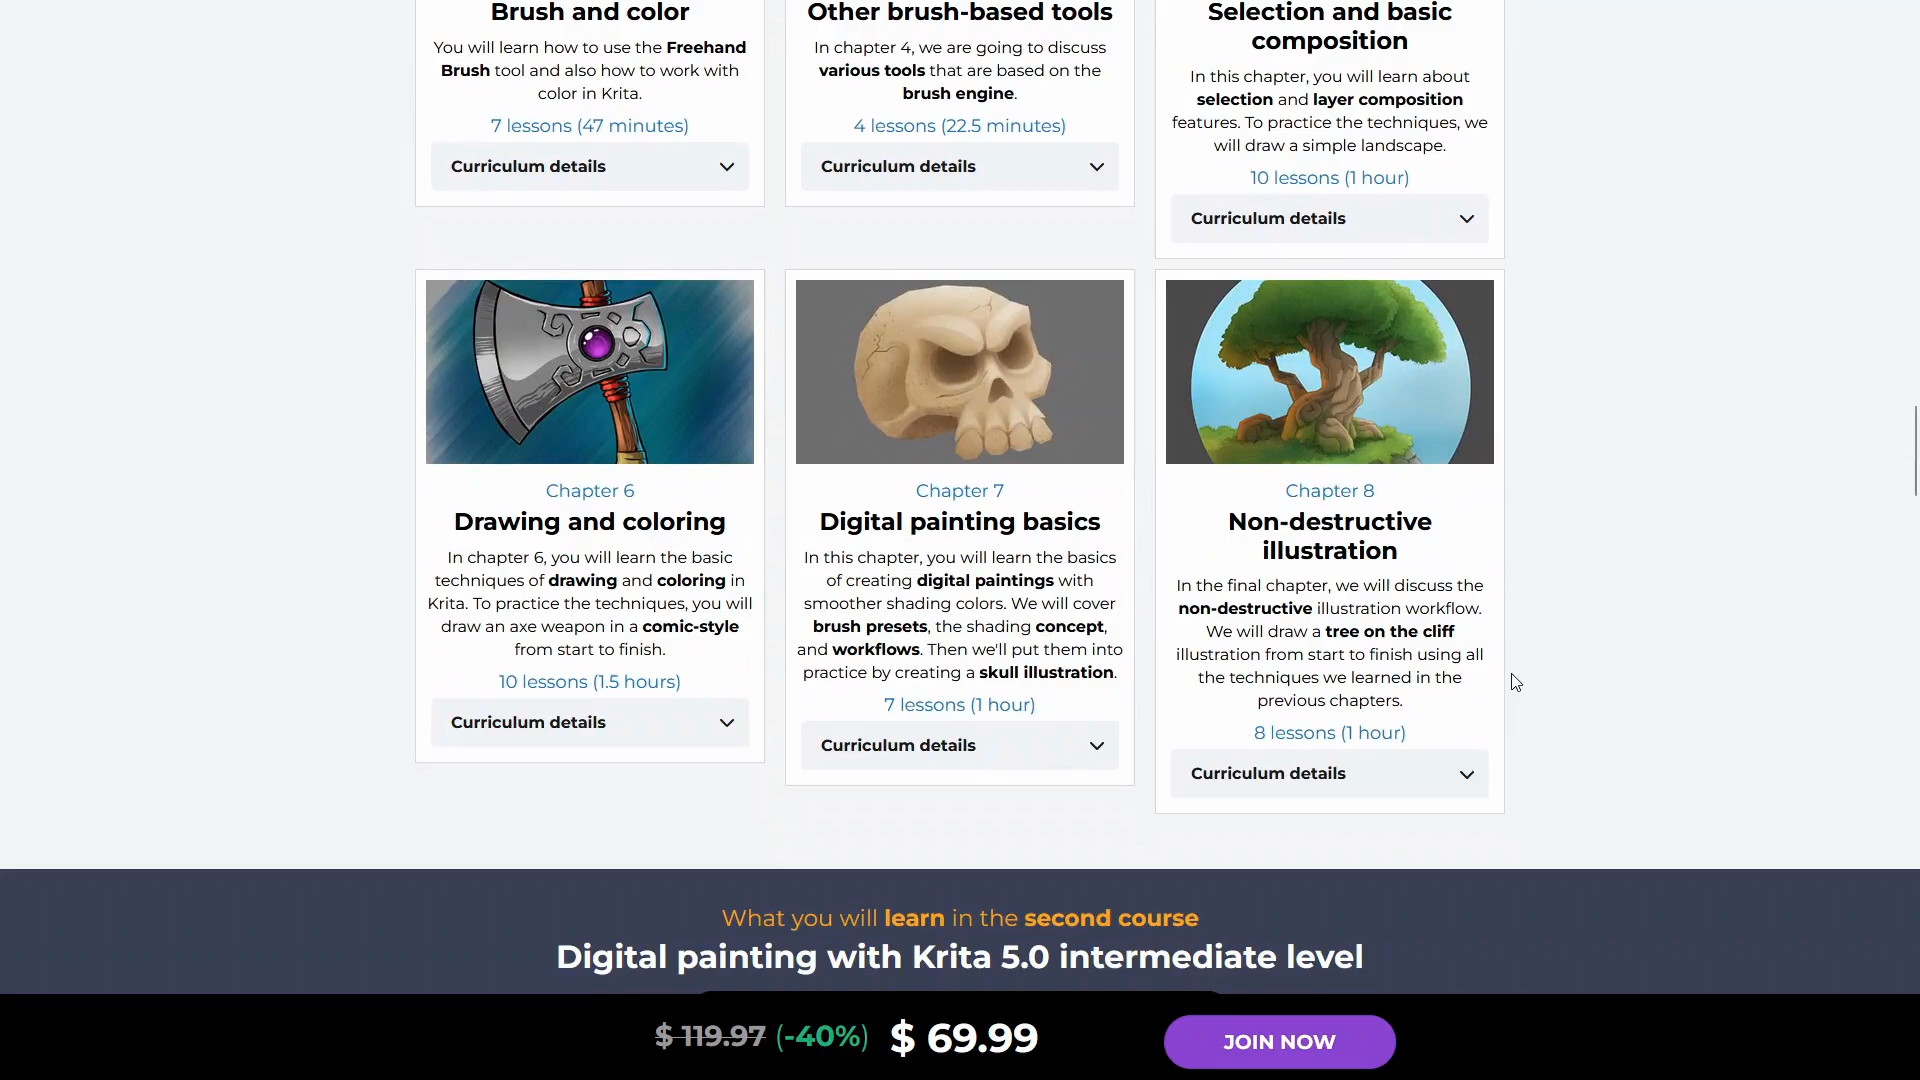 Brush and color
You will learn how to use the Freehand
Brush tool and also how to work with
color in Krita.
7 lessons (47 minutes)
Curriculum details
Other brush-based tools
In chapter 4, we are going to discuss
various tools that are based on the
brush engine.
4 lessons (22.5 minutes)
Curriculum details
Selection and basic
composition
In this chapter, you will learn about
selection and layer composition
features. To practice the techniques, we
will draw a simple landscape.
10 lessons (1 hour)
Curriculum details
Chapter 6
Drawing and coloring
In chapter 6, you will learn the basic
techniques of drawing and coloring in
Krita. To practice the techniques, you will
draw an axe weapon in a comic-style
from start to finish.
10 lessons (1.5 hours)
Curriculum details
Chapter 7
Digital painting basics
In this chapter, you will learn the basics
of creating digital paintings with
smoother shading colors. We will cover
brush presets, the shading concept,
and workflows. Then we'll put them into
practice by creating a skull illustration.
7 lessons (1 hour)
Curriculum details
Chapter 8
Non-destructive
illustration
In the final chapter, we will discuss the
non-destructive illustration workflow.
We will draw a tree on the cliff
illustration from start to finish using all
the techniques we learned in the
previous chapters.
8 lessons (1 hour)
Curriculum details
What you will learn in the second course
Digital painting with Krita 5.0 intermediate level
$ 119.97 (-40%) $ 69.99
JOIN NOW